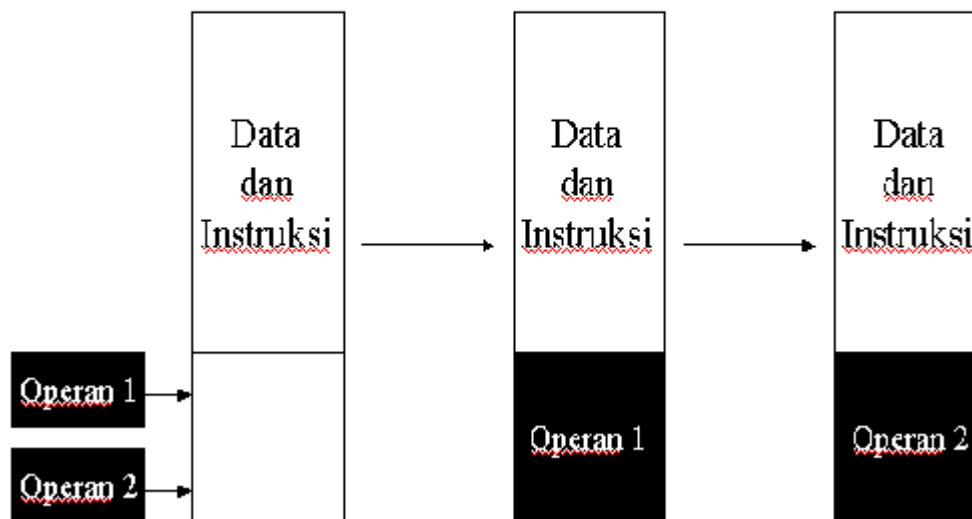 Data
dan
Instruksi
Data
dan
Instruksi
Data
dan
Instruksi
Operan 1
Operan 2
Operan 1
Operan 2